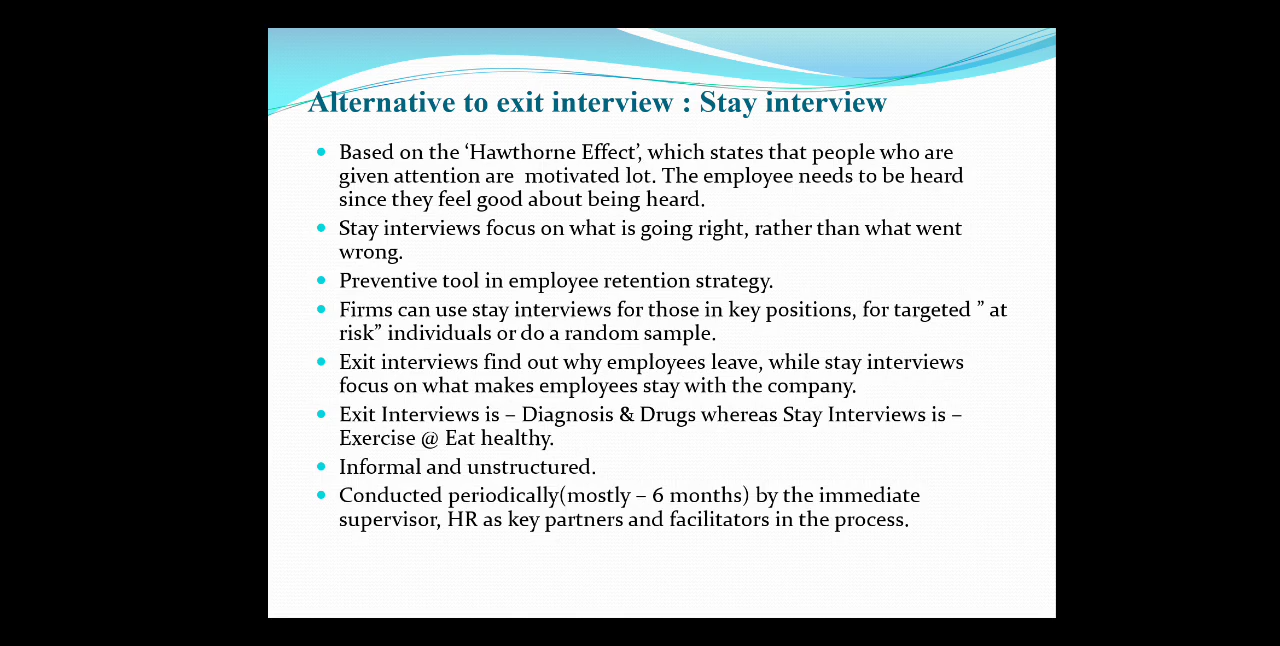 Alternative to exit interview : Stay interview
Based on the ‘Hawthorne Effect’, which states that people who are
given attention are  motivated lot. The employee needs to be heard
since they feel good about being heard.
Stay interviews focus on what is going right, rather than what went
wrong.
Preventive tool in employee retention strategy.
Firms can use stay interviews for those in key positions, for targeted ” at
risk” individuals or do a random sample.
Exit interviews find out why employees leave, while stay interviews
focus on what makes employees stay with the company.
Exit Interviews is – Diagnosis & Drugs whereas Stay Interviews is –
Exercise @ Eat healthy.
Informal and unstructured.
Conducted periodically(mostly – 6 months) by the immediate
supervisor, HR as key partners and facilitators in the process.